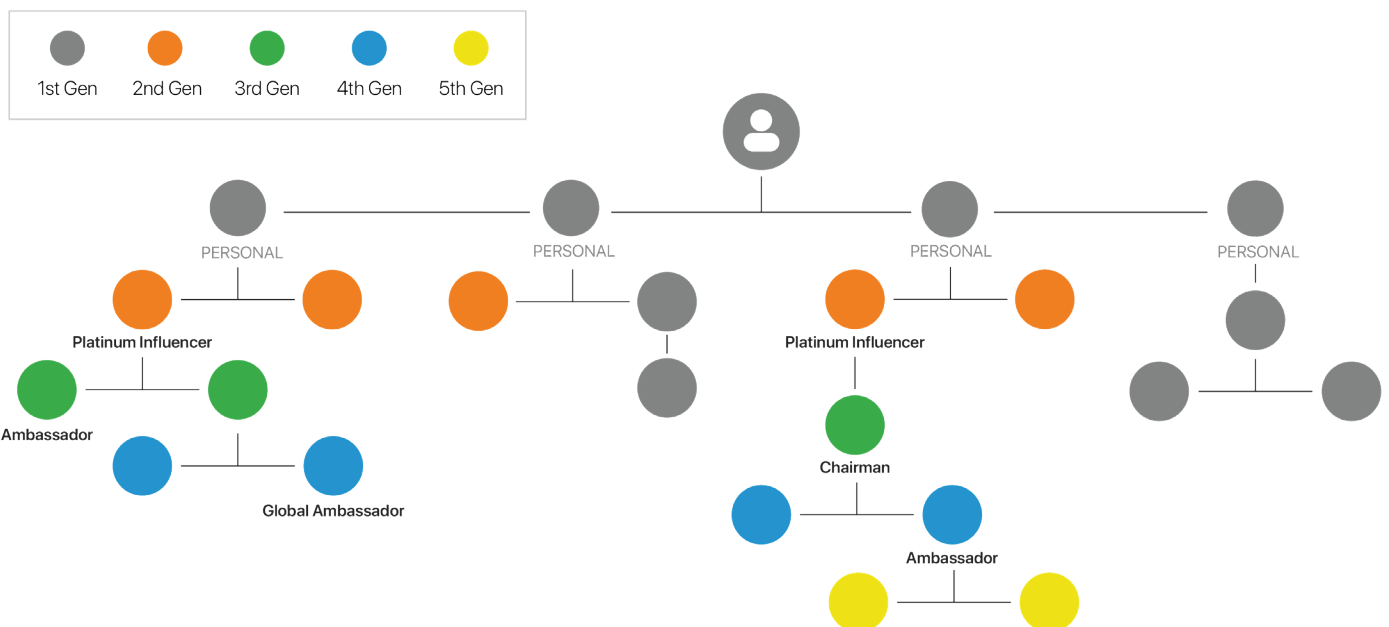 1st Gen
2nd Gen
3rd Gen
4th Gen
5th Gen
PERSONAL
PERSONAL
PERSONAL
PERSONAL
Platinum Influencer
Platinum Influencer
Ambassador
Chairman
Global Ambassador
Ambassador